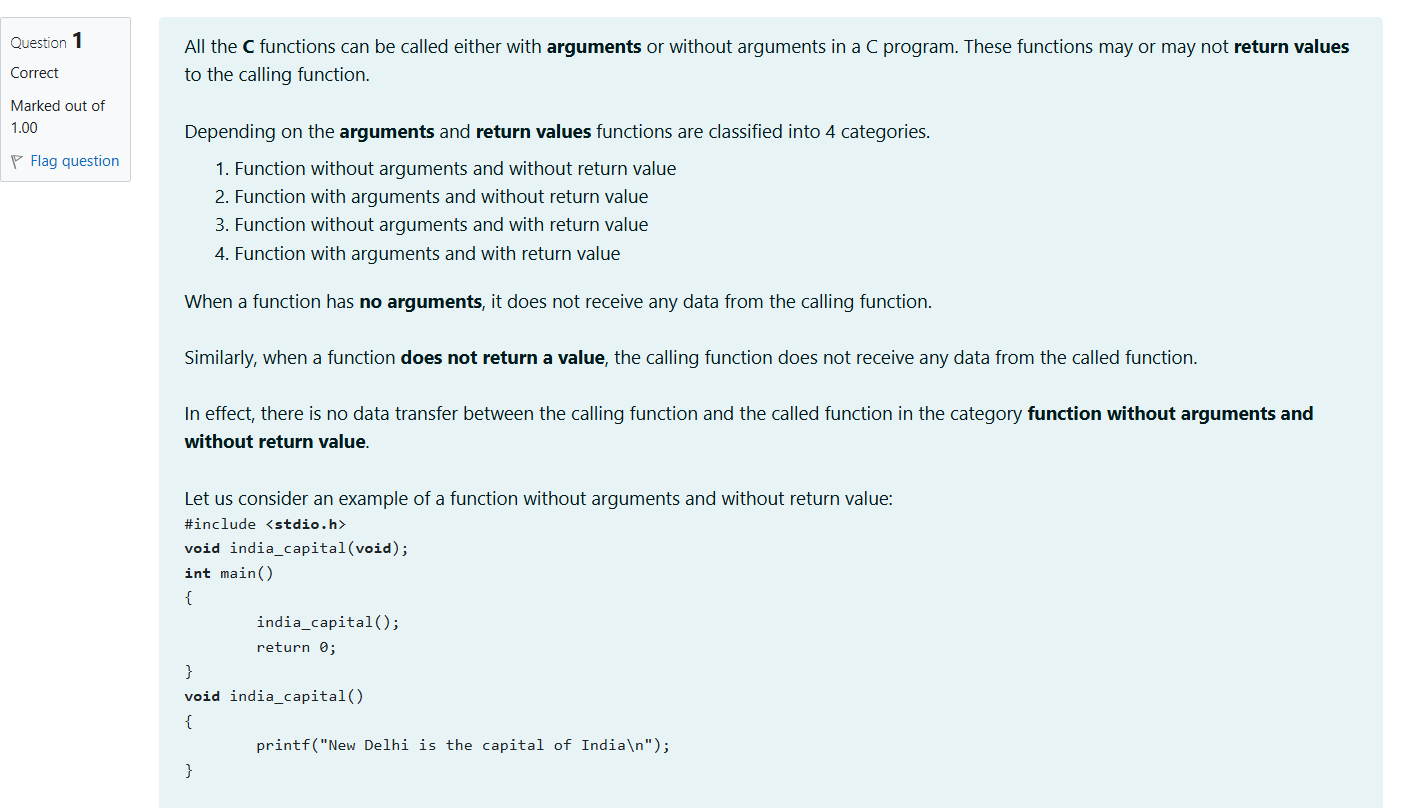 Question 1
Correct
Marked out of
1.00
Flag question
All the C functions can be called either with arguments or without arguments in a C program. These functions may or may not return values
to the calling function.
Depending on the arguments and return values functions are classified into 4 categories.
1. Function without arguments and without return value
2. Function with arguments and without return value
3. Function without arguments and with return value
4. Function with arguments and with return value
When a function has no arguments, it does not receive any data from the calling function.
Similarly, when a function does not return a value, the calling function does not receive any data from the called function.
In effect, there is no data transfer between the calling function and the called function in the category function without arguments and
without return value.
Let us consider an example of a function without arguments and without return value:
#include <stdio.h>
void india_capital(void);
int main()
{
        india_capital();
        return 0;
}
void india_capital()
{
        printf("New Delhi is the capital of India\n");
}